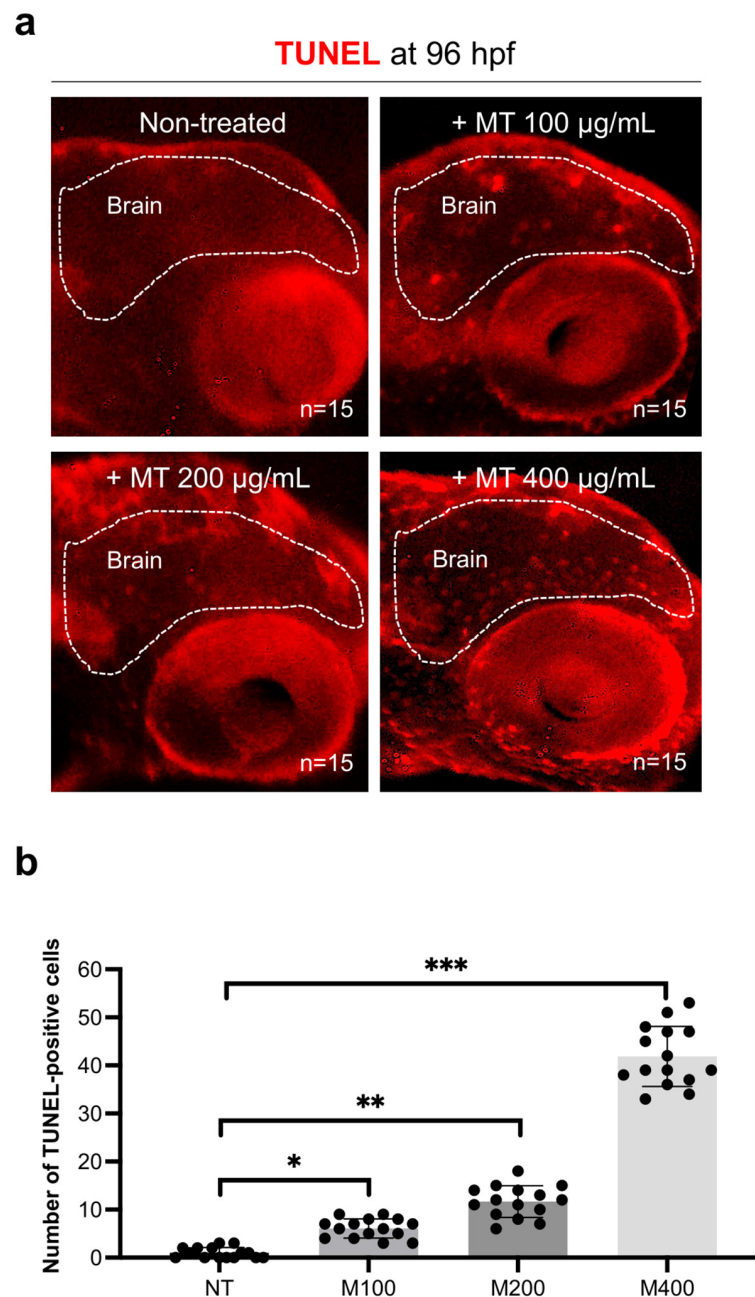 a
TUNEL at 96 hpf
Non-treated
Brain
n=15
+ MT 100 µg/mL
Brain
n=15
+ MT 200 µg/mL
Brain
n=15
+ MT 400 µg/mL
Brain
n=15
b
Number of TUNEL-positive cells
60
50
40
30
20
10
0
***
**
*
NT M100 M200 M400